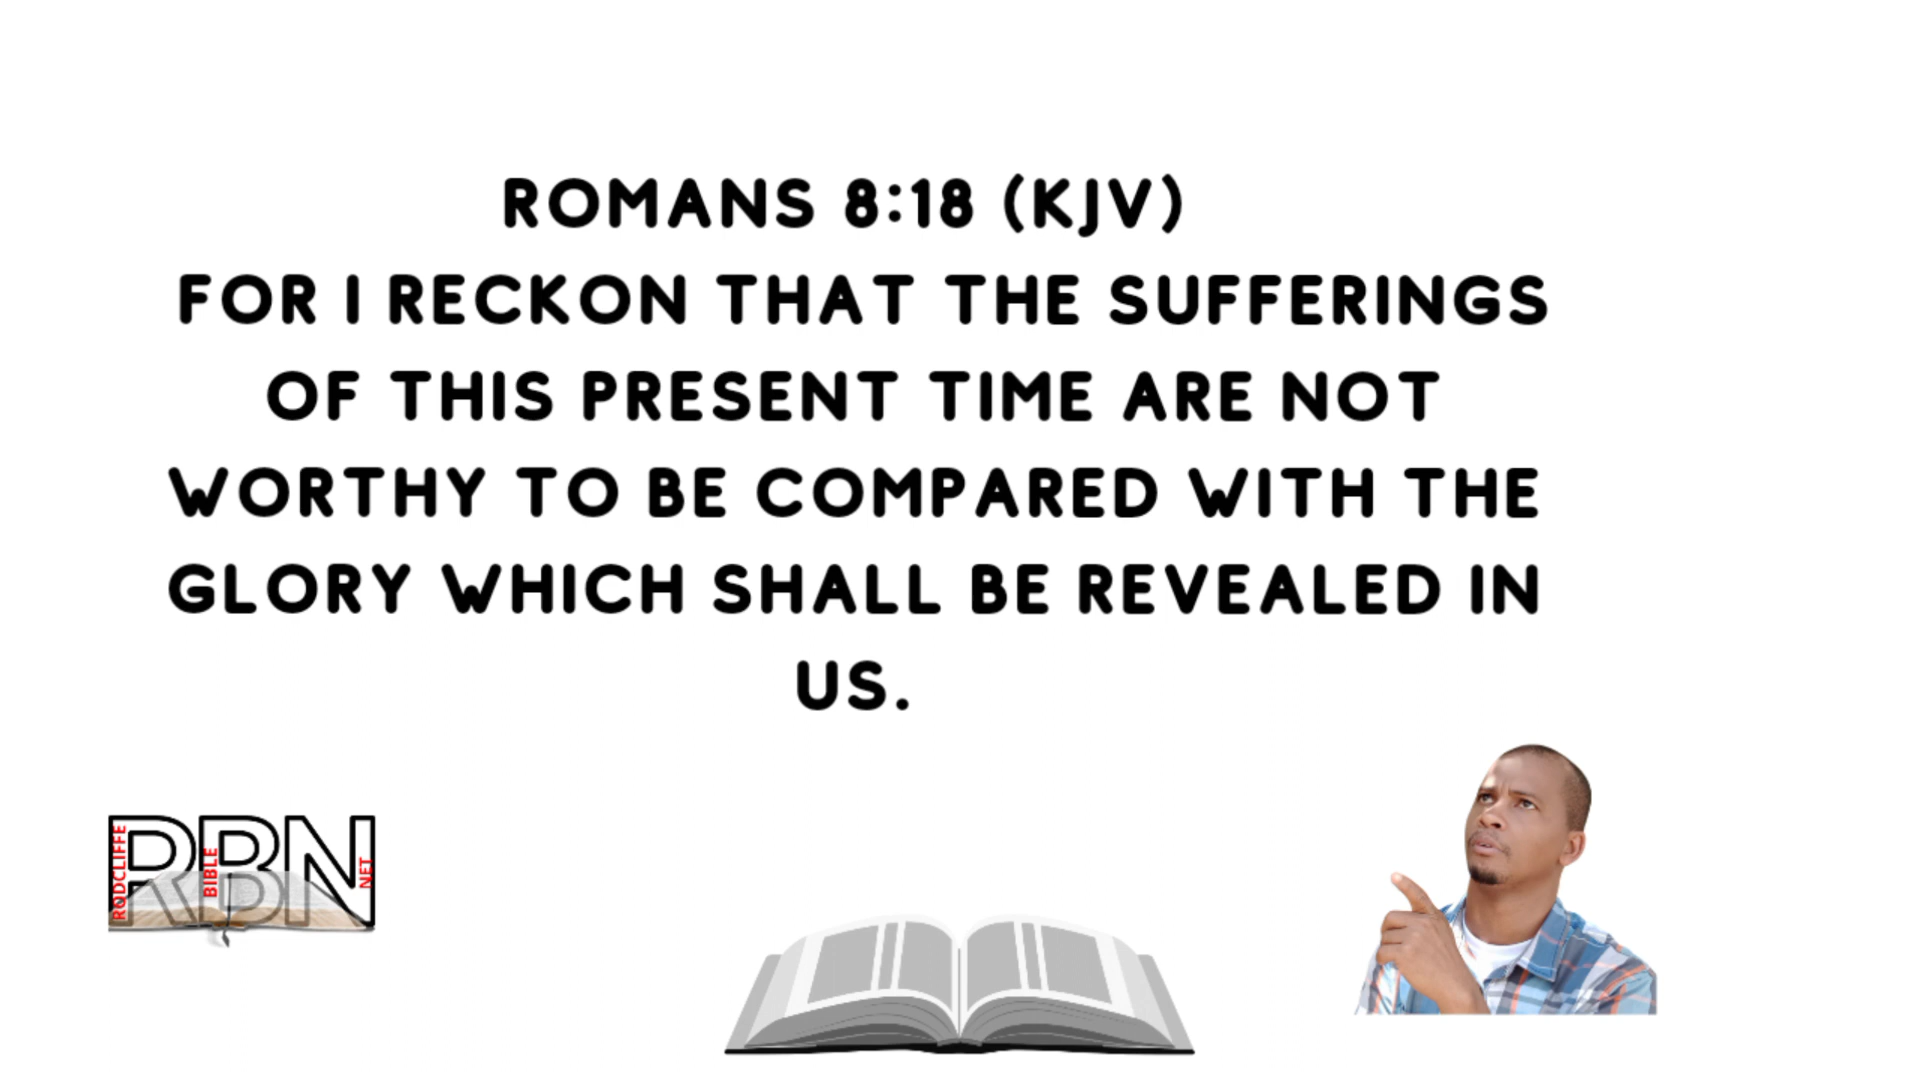 ROMANS 8:18 (KJV)
FOR I RECKON THAT THE SUFFERINGS
OF THIS PRESENT TIME ARE NOT
WORTHY TO BE COMPARED WITH THE
GLORY WHICH SHALL BE REVEALED IN
US.
RBN
RODCLIFFE
BIBLE
NET